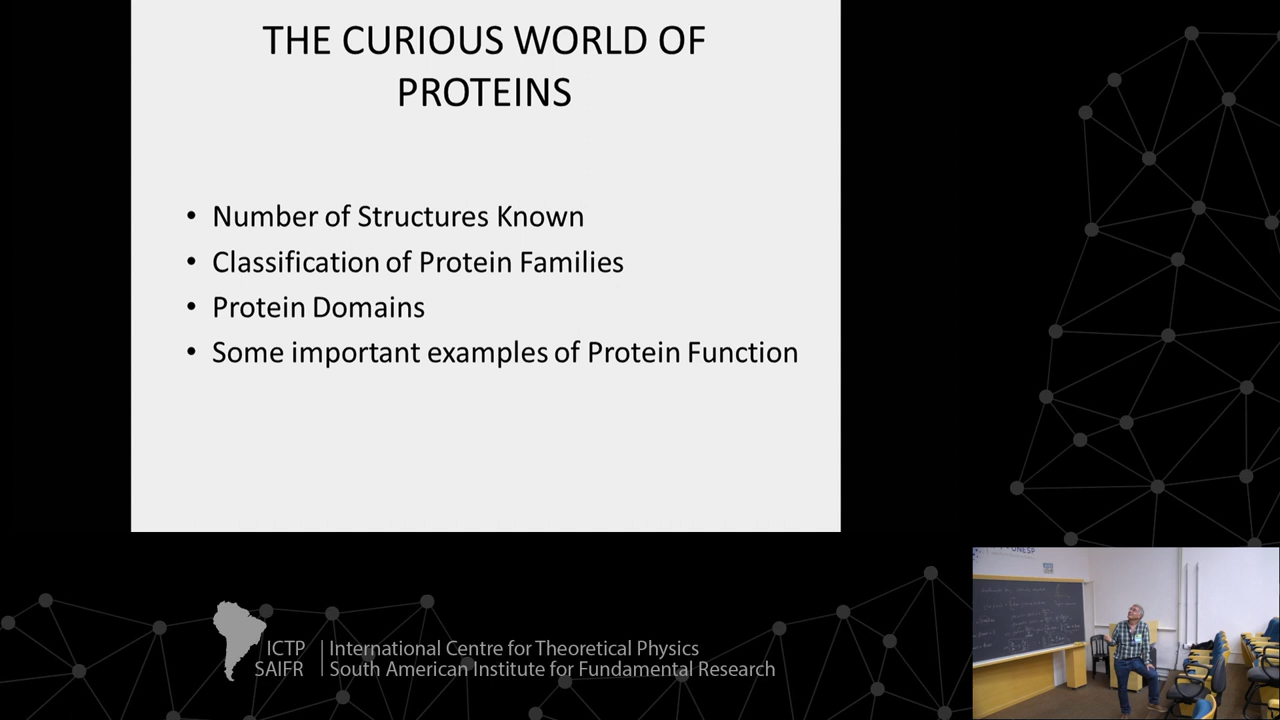 THE CURIOUS WORLD OF
PROTEINS
• Number of Structures Known
• Classification of Protein Families
• Protein Domains
• Some important examples of Protein Function
UNESP
ICTP
SAIFR
International Centre for Theoretical Physics
South American Institute for Fundamental Research